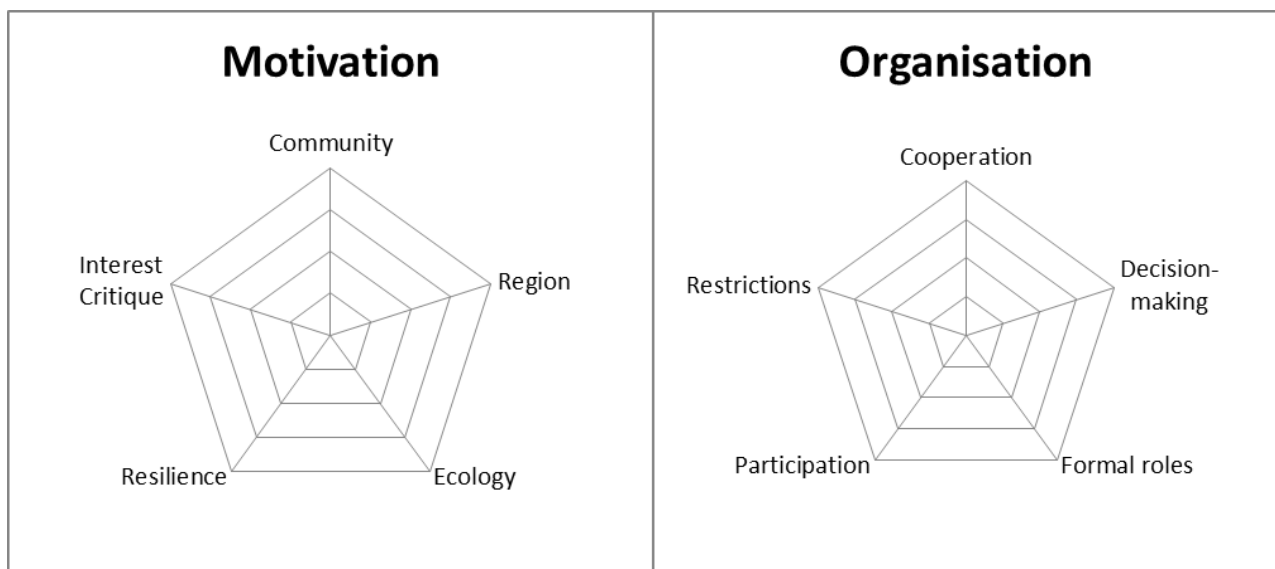 Motivation
Community
Interest
Critique
Region
Resilience
Ecology
Organisation
Cooperation
Restrictions
Decision-
making
Participation
Formal roles